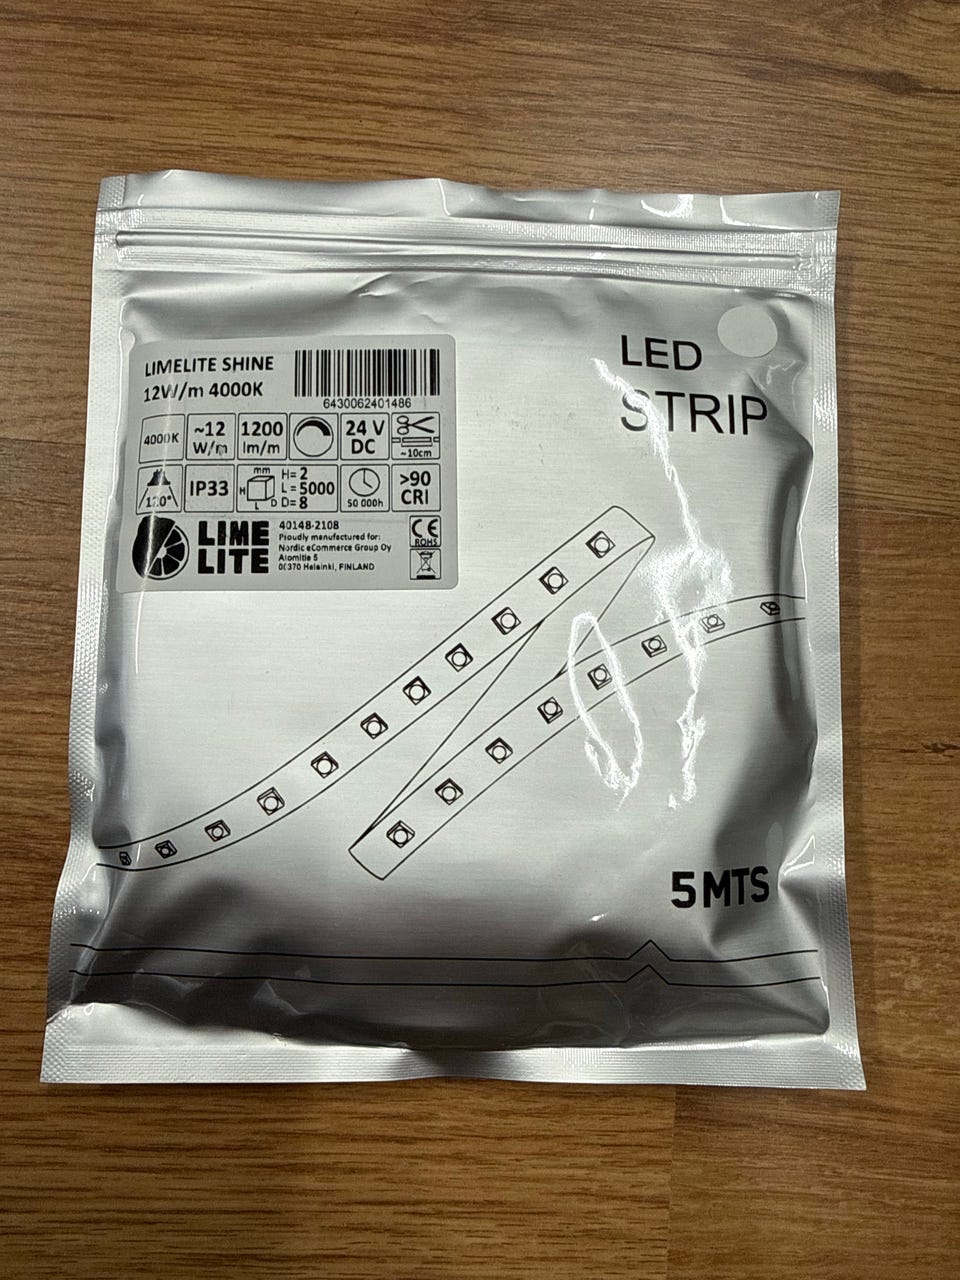 LED
STRIP
LIMELITE SHINE
12W/m 4000K
6430062401486
4000K
~12
W/m
1200
lm/m
24 V
DC
~10cm
120°
IP33
mm
H
L
D
H= 2
L = 5000
D= 8
50 000h
>90
CRI
LIME
LITE
40148-2108
Proudly manufactured for:
Nordic eCommerce Group Oy
Atomitie 5
00370 Helsinki, FINLAND
CE
ROHS
5MTS